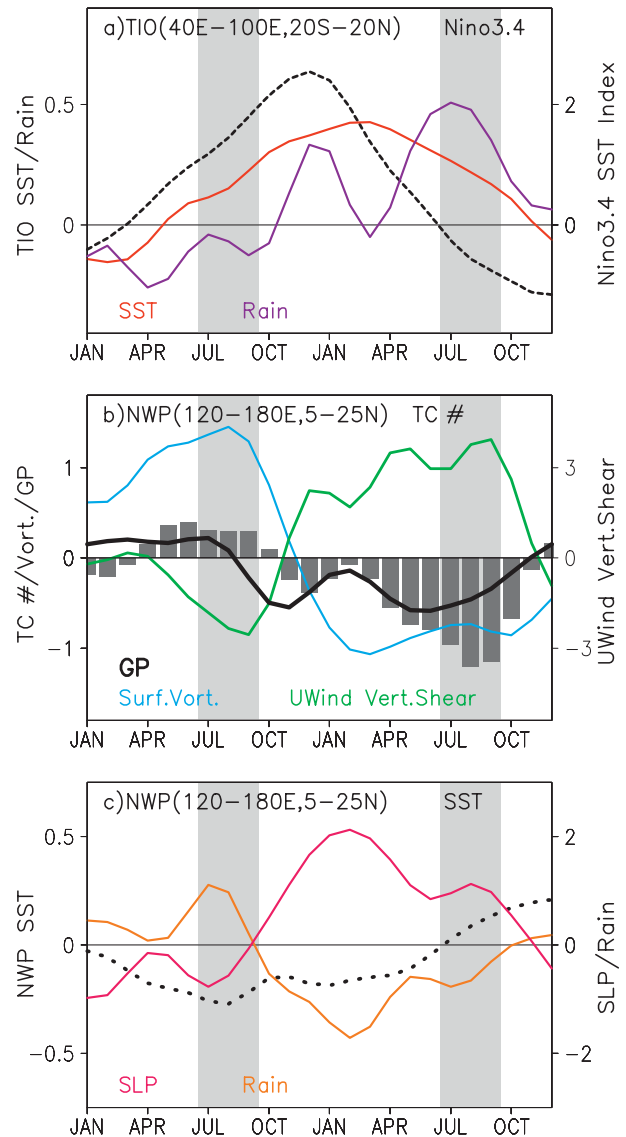 a)TIO(40E−100E,20S−20N) Nino3.4
0.5
0
2
0
TIO SST/Rain
Nino3.4 SST Index
SST Rain
JAN APR JUL OCT JAN APR JUL OCT
b)NWP(120−180E,5−25N) TC #
1
0
−1
3
0
−3
TC #/Vort./GP
UWind Vert.Shear
GP
Surf.Vort. UWind Vert.Shear
JAN APR JUL OCT JAN APR JUL OCT
c)NWP(120−180E,5−25N) SST
0.5
0
−0.5
2
0
−2
NWP SST
SLP/Rain
SLP Rain
JAN APR JUL OCT JAN APR JUL OCT